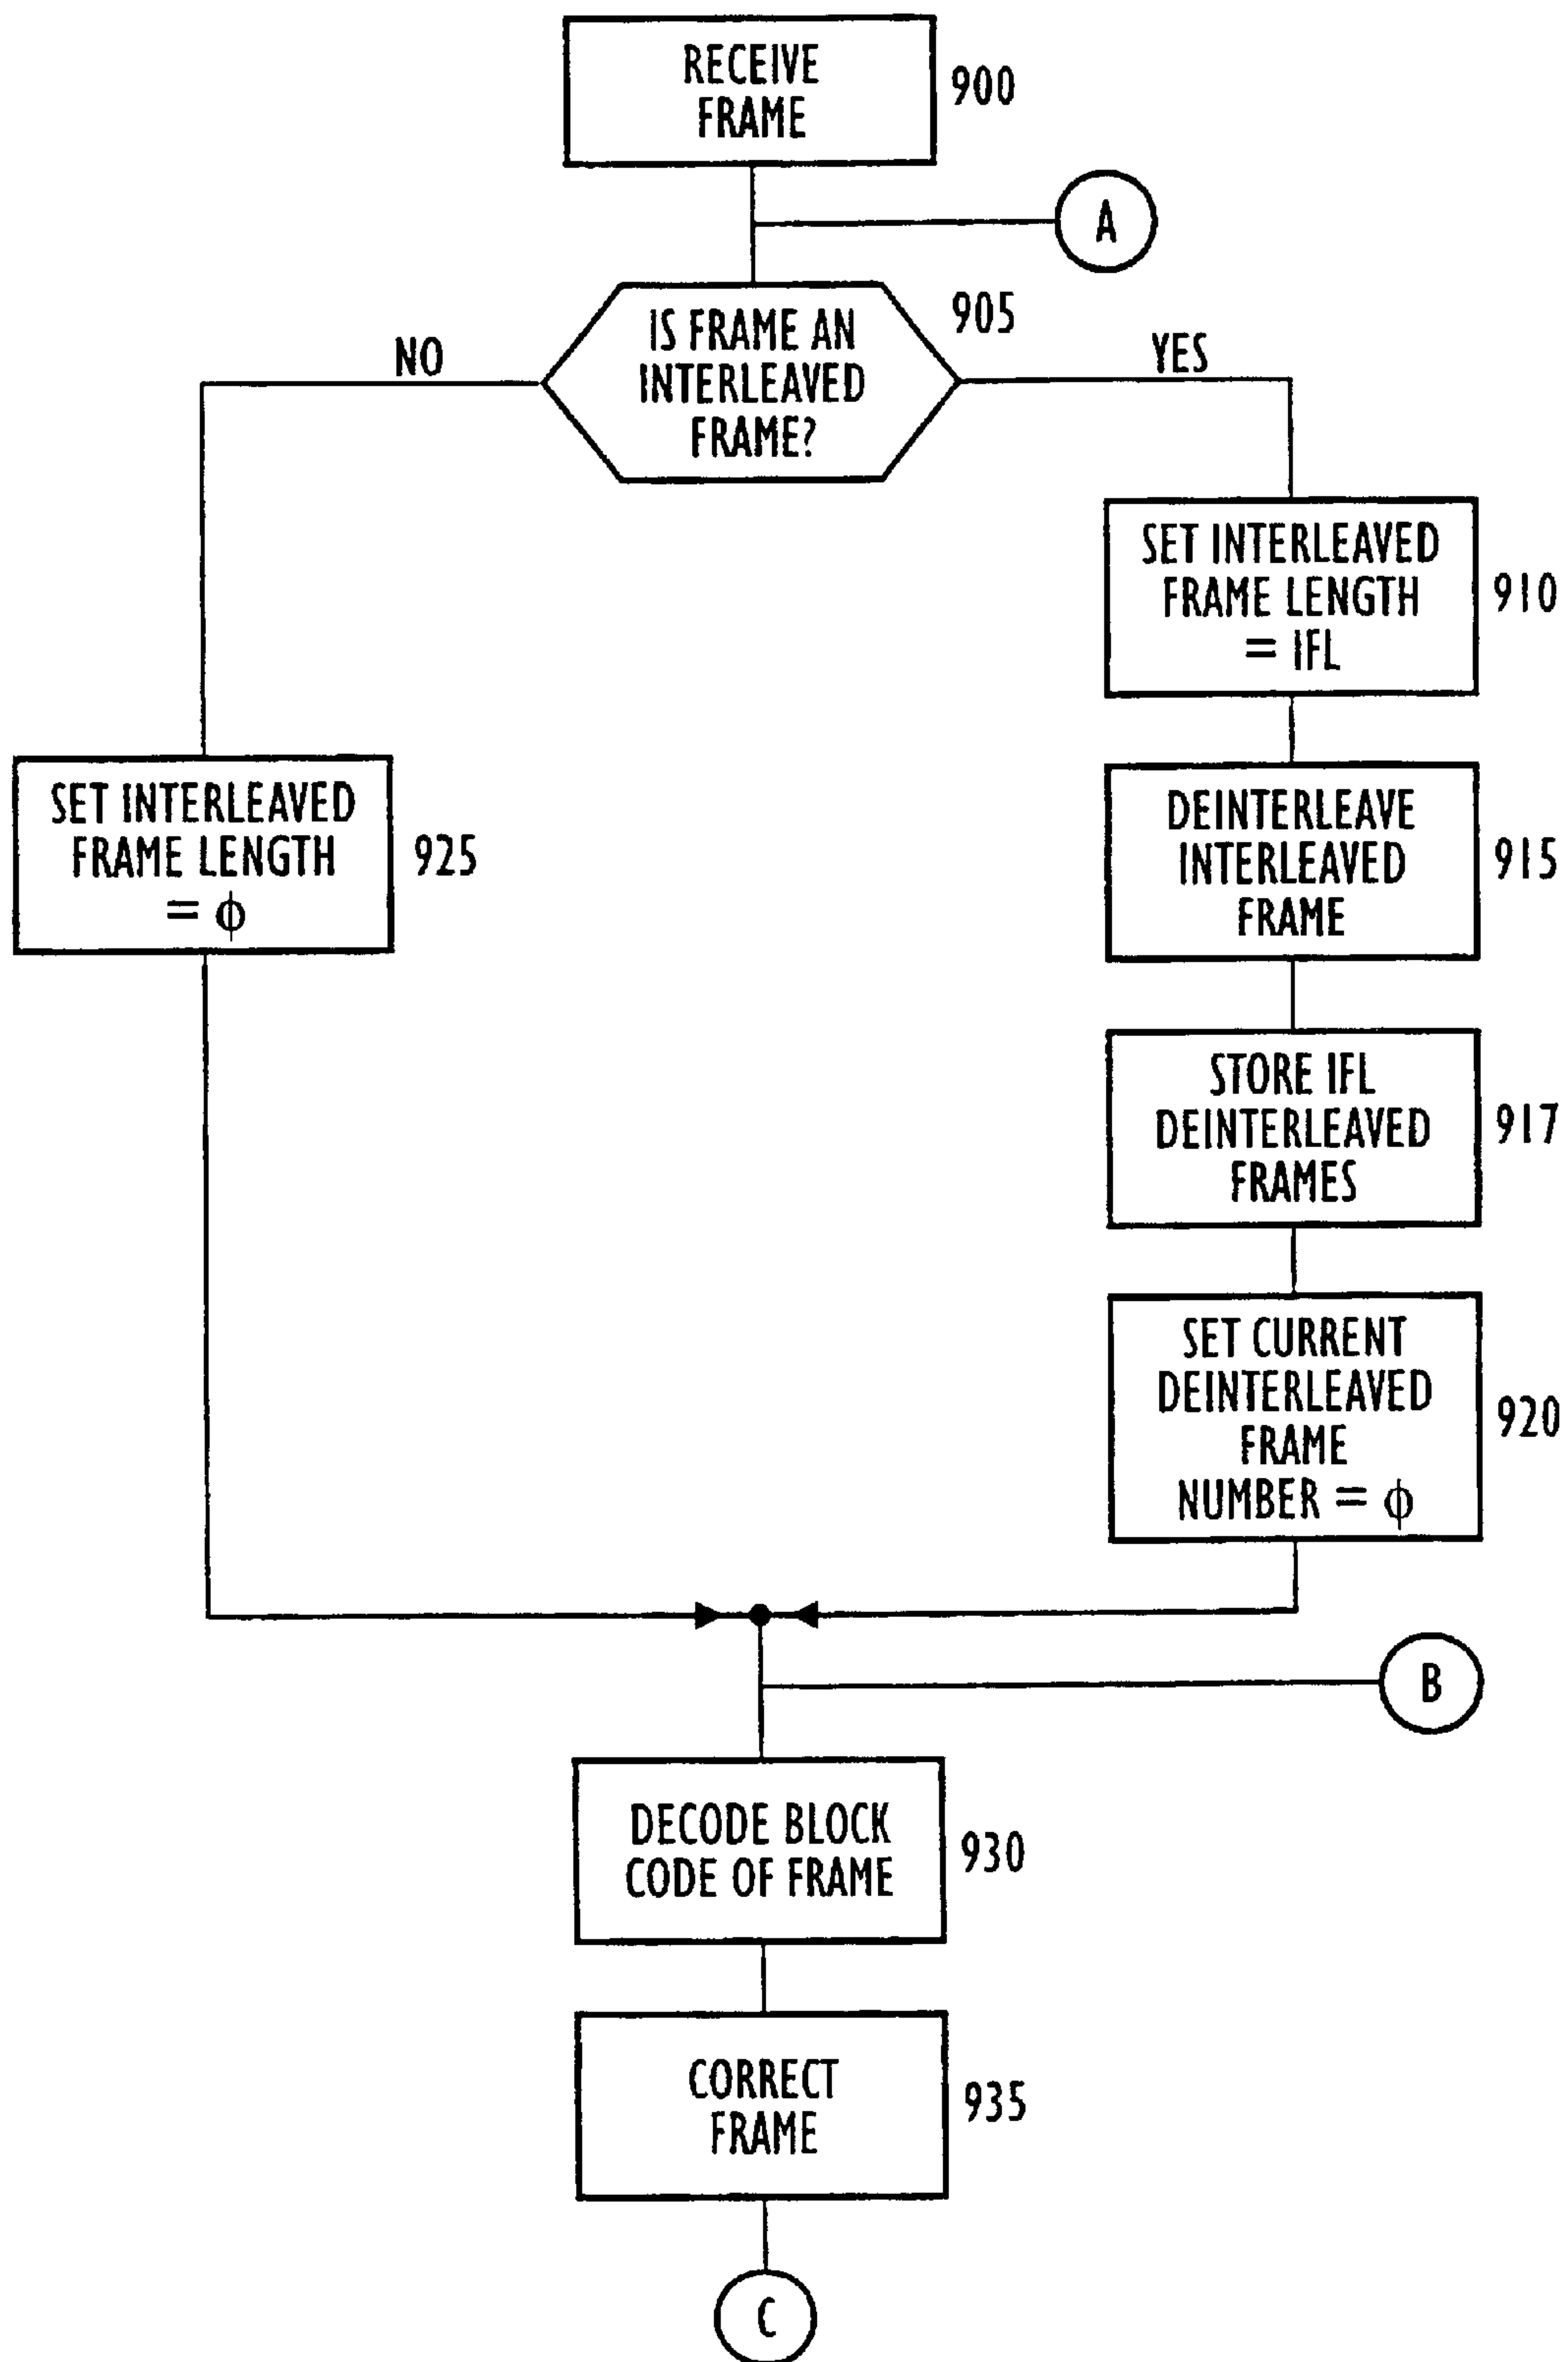 RECEIVE
FRAME
900
A
IS FRAME AN
INTERLEAVED
FRAME?
905
NO
YES
SET INTERLEAVED
FRAME LENGTH
= IFL
910
DEINTERLEAVE
INTERLEAVED
FRAME
915
SET INTERLEAVED
FRAME LENGTH
= ϕ
925
STORE IFL
DEINTERLEAVED
FRAMES
917
SET CURRENT
DEINTERLEAVED
FRAME
NUMBER = ϕ
920
B
DECODE BLOCK
CODE OF FRAME
930
CORRECT
FRAME
935
C